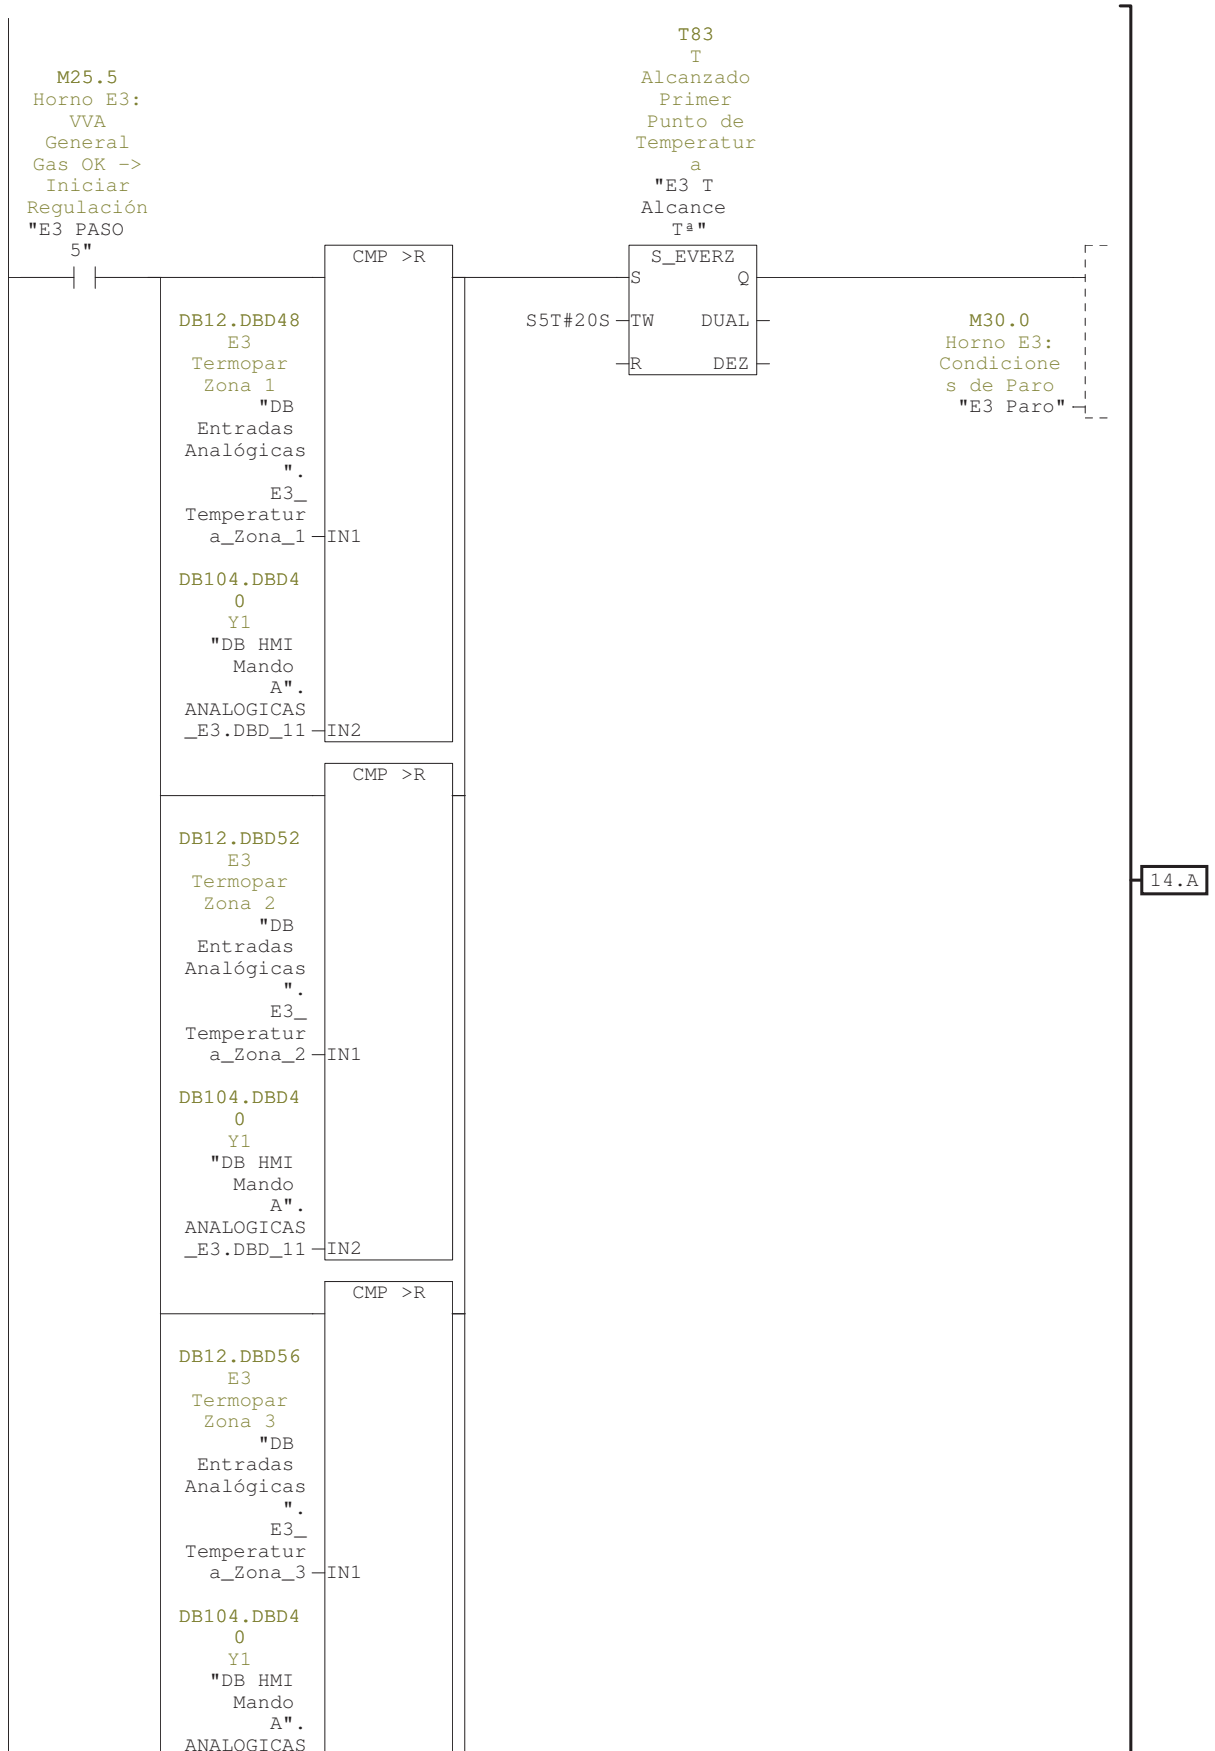 M25.5
Horno E3:
VVA
General
Gas OK ->
Iniciar
Regulación
"E3 PASO
5"
T83
T
Alcanzado
Primer
Punto de
Temperatur
a
"E3 T
Alcance
Tª"
CMP >R
S_EVERZ
S Q
S5T#20S TW DUAL
R DEZ
M30.0
Horno E3:
Condicione
s de Paro
"E3 Paro"
DB12.DBD48
E3
Termopar
Zona 1
"DB
Entradas
Analógicas
".
E3_
Temperatur
a_Zona_1 IN1
DB104.DBD4
0
Y1
"DB HMI
Mando
A".
ANALOGICAS
_E3.DBD_11 IN2
CMP >R
DB12.DBD52
E3
Termopar
Zona 2
"DB
Entradas
Analógicas
".
E3_
Temperatur
a_Zona_2 IN1
DB104.DBD4
0
Y1
"DB HMI
Mando
A".
ANALOGICAS
_E3.DBD_11 IN2
14.A
CMP >R
DB12.DBD56
E3
Termopar
Zona 3
"DB
Entradas
Analógicas
".
E3_
Temperatur
a_Zona_3 IN1
DB104.DBD4
0
Y1
"DB HMI
Mando
A".
ANALOGICAS